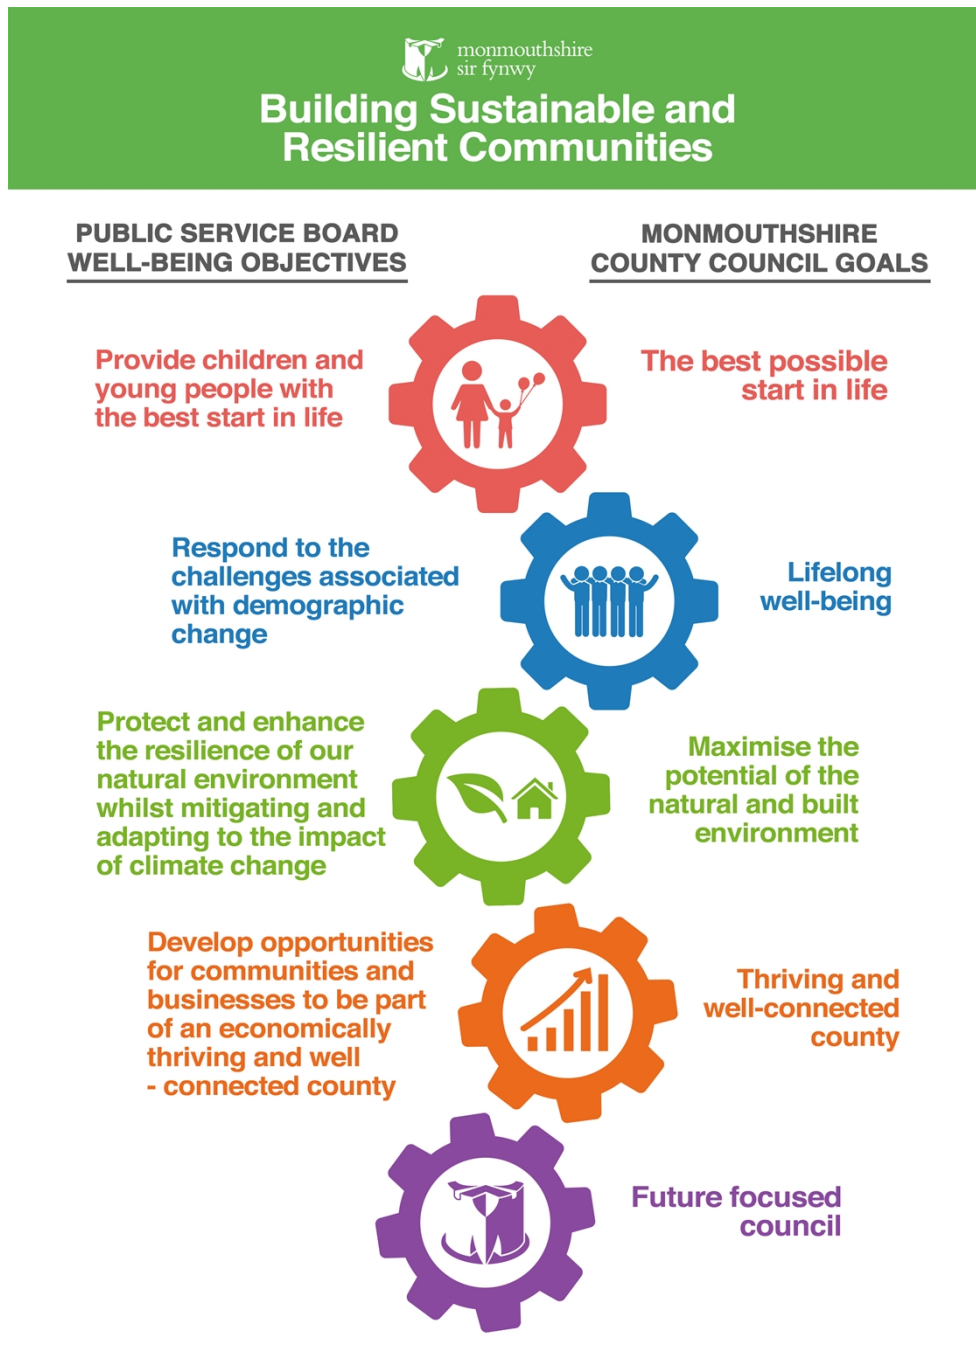 monmouthshire
sir fynwy
Building Sustainable and
Resilient Communities
PUBLIC SERVICE BOARD
WELL-BEING OBJECTIVES
MONMOUTHSHIRE
COUNTY COUNCIL GOALS
Provide children and
young people with
the best start in life
The best possible
start in life
Respond to the
challenges associated
with demographic
change
Lifelong
well-being
Protect and enhance
the resilience of our
natural environment
whilst mitigating and
adapting to the impact
of climate change
Maximise the
potential of the
natural and built
environment
Develop opportunities
for communities and
businesses to be part
of an economically
thriving and well
- connected county
Thriving and
well-connected
county
Future focused
council